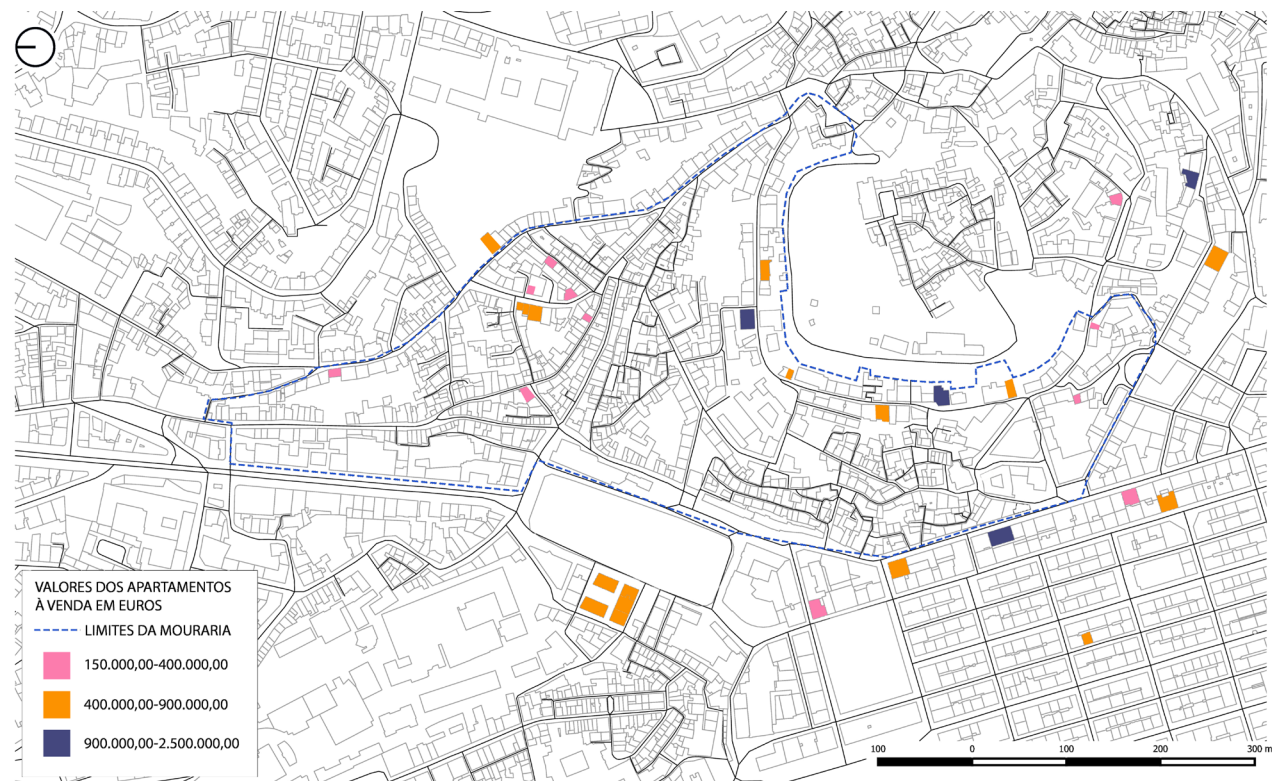 VALORES DOS APARTAMENTOS
À VENDA EM EUROS
LIMITES DA MOURARIA
150.000,00-400.000,00
400.000,00-900.000,00
900.000,00-2.500.000,00
100 0 100 200 300 m